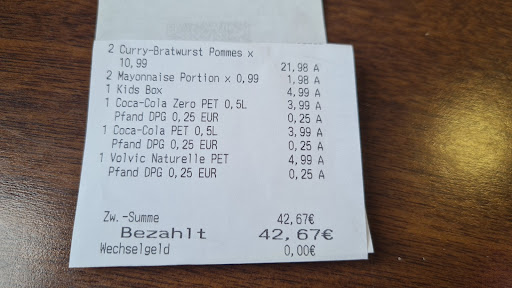 2 Curry-Bratwurst Pommes x
10,99 21,98 A
2 Mayonnaise Portion x 0,99 1,98 A
1 Kids Box 4,99 A
1 Coca-Cola Zero PET 0,5L 3,99 A
Pfand DPG 0,25 EUR 0,25 A
1 Coca-Cola PET 0,5L 3,99 A
Pfand DPG 0,25 EUR 0,25 A
1 Volvic Naturelle PET 4,99 A
Pfand DPG 0,25 EUR 0,25 A
Zw.-Summe 42,67€
Bezahlt 42,67€
Wechselgeld 0,00€